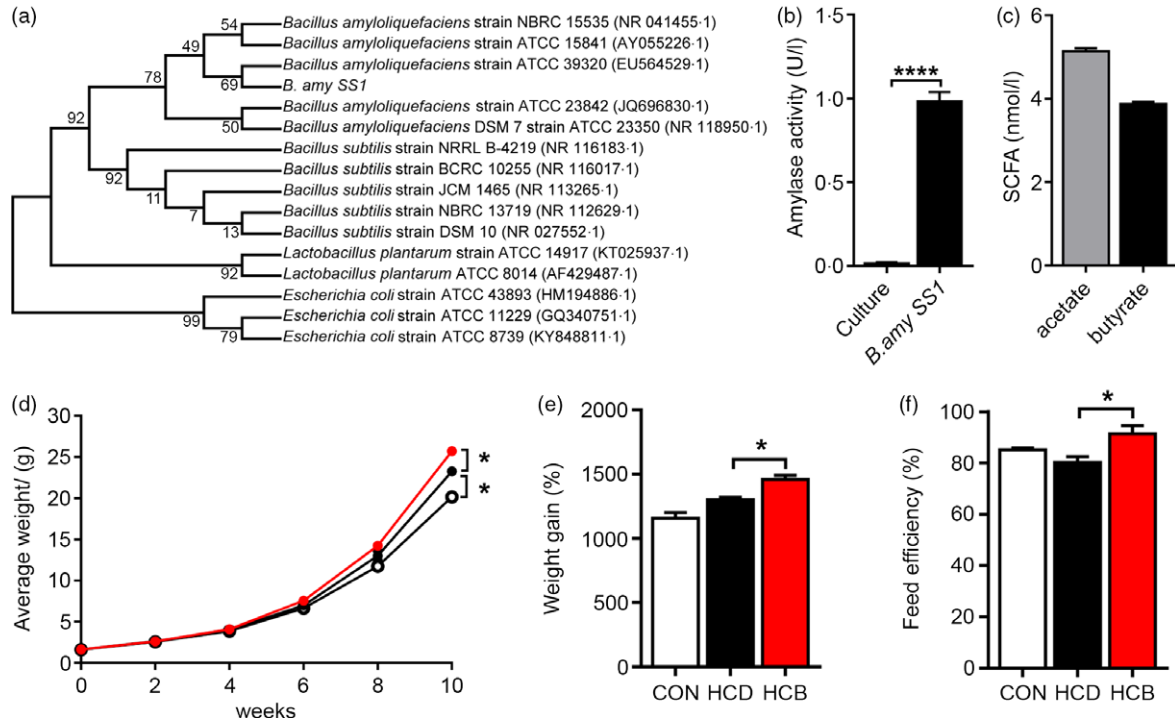 (a)
54
49
78
69
92
50
92
11
7
13
92
99
79
Bacillus amyloliquefaciens strain NBRC 15535 (NR 041455·1)
Bacillus amyloliquefaciens strain ATCC 15841 (AY055226·1)
Bacillus amyloliquefaciens strain ATCC 39320 (EU564529·1)
B. amy SS1
Bacillus amyloliquefaciens strain ATCC 23842 (JQ696830·1)
Bacillus amyloliquefaciens DSM 7 strain ATCC 23350 (NR 118950·1)
Bacillus subtilis strain NRRL B-4219 (NR 116183·1)
Bacillus subtilis strain BCRC 10255 (NR 116017·1)
Bacillus subtilis strain JCM 1465 (NR 113265·1)
Bacillus subtilis strain NBRC 13719 (NR 112629·1)
Bacillus subtilis strain DSM 10 (NR 027552·1)
Lactobacillus plantarum strain ATCC 14917 (KT025937·1)
Lactobacillus plantarum ATCC 8014 (AF429487·1)
Escherichia coli strain ATCC 43893 (HM194886·1)
Escherichia coli strain ATCC 11229 (GQ340751·1)
Escherichia coli strain ATCC 8739 (KY848811·1)
(b)
Amylase activity (U/l)
1·5
1·0
0·5
0·0
****
Culture
B.amy SS1
(c)
SCFA (nmol/l)
6
4
2
0
acetate
butyrate
(d)
Average weight/ (g)
30
25
20
15
10
5
0
*
*
0 2 4 6 8 10
weeks
(e)
Weight gain (%)
2000
1500
1000
500
0
*
CON HCD HCB
(f)
Feed efficiency (%)
100
80
60
40
20
0
*
CON HCD HCB